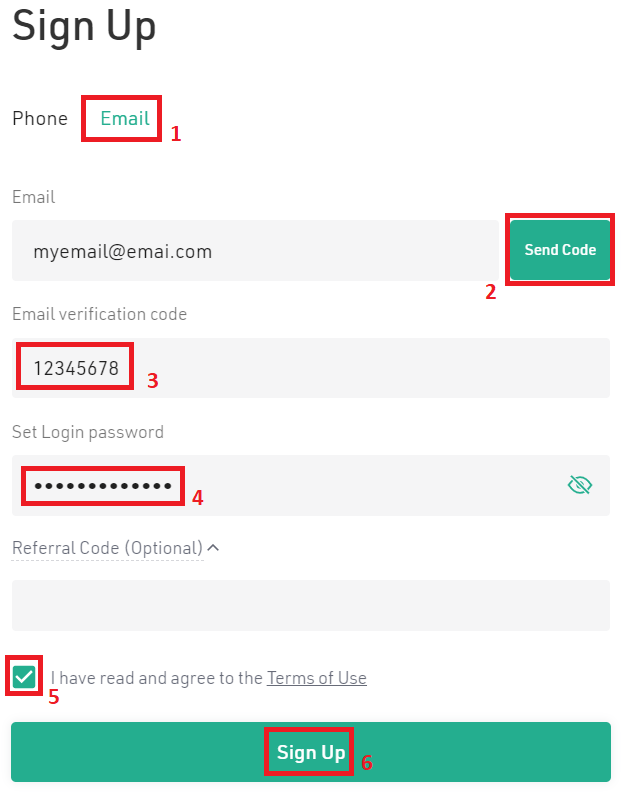 Sign Up
Phone Email 1
Email
myemail@emai.com Send Code
2
Email verification code
12345678 3
Set Login password
••••••••••••• 4
Referral Code (Optional)
I have read and agree to the Terms of Use
5
Sign Up 6